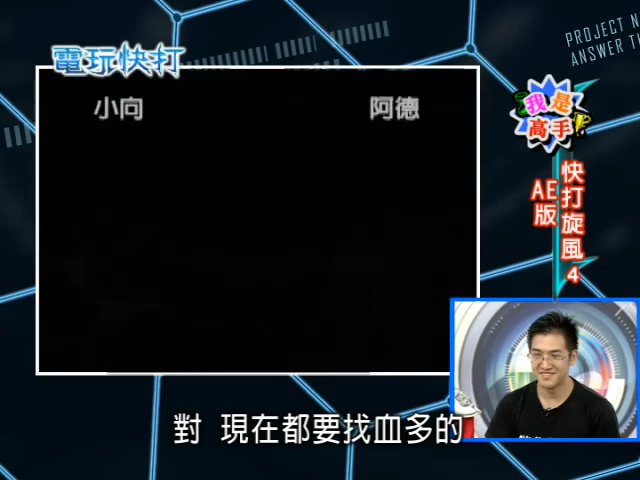 電玩快打
小向
阿德
PROJECT N
ANSWER TH
我是
高手
快打旋風4
AE版
對 現在都要找血多的